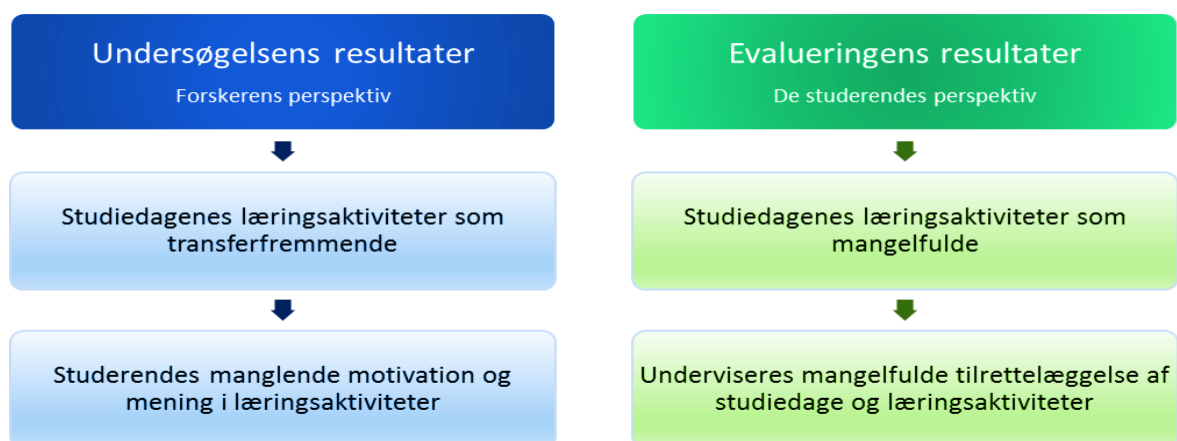 Undersøgelsens resultater
Forskerens perspektiv
Studiedagenes læringsaktiviteter som
transferfremmende
Studerendes manglende motivation og
mening i læringsaktiviteter
Evalueringens resultater
De studerendes perspektiv
Studiedagenes læringsaktiviteter som
mangelfulde
Underviseres mangelfulde tilrettelæggelse af
studiedage og læringsaktiviteter